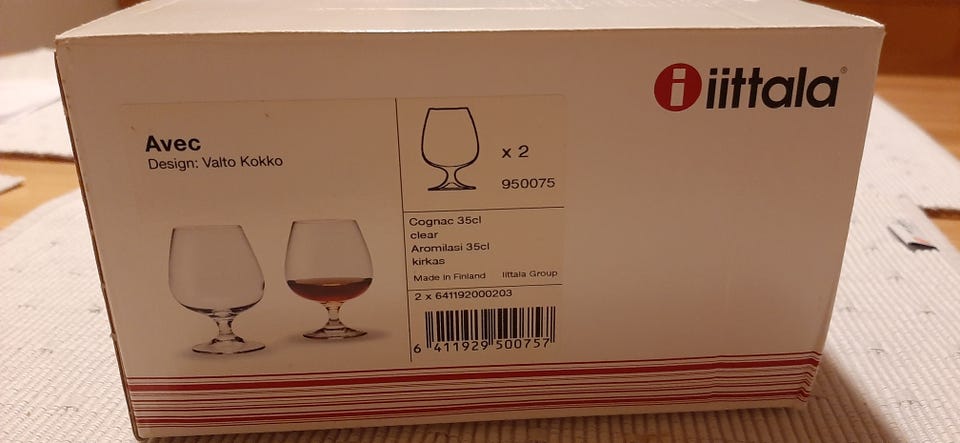 iittala®
Avec
Design: Valto Kokko
x 2
950075
Cognac 35cl
clear
Aromilasi 35cl
kirkas
Made in Finland Iittala Group
2 x 641192000203
6 411929 500757